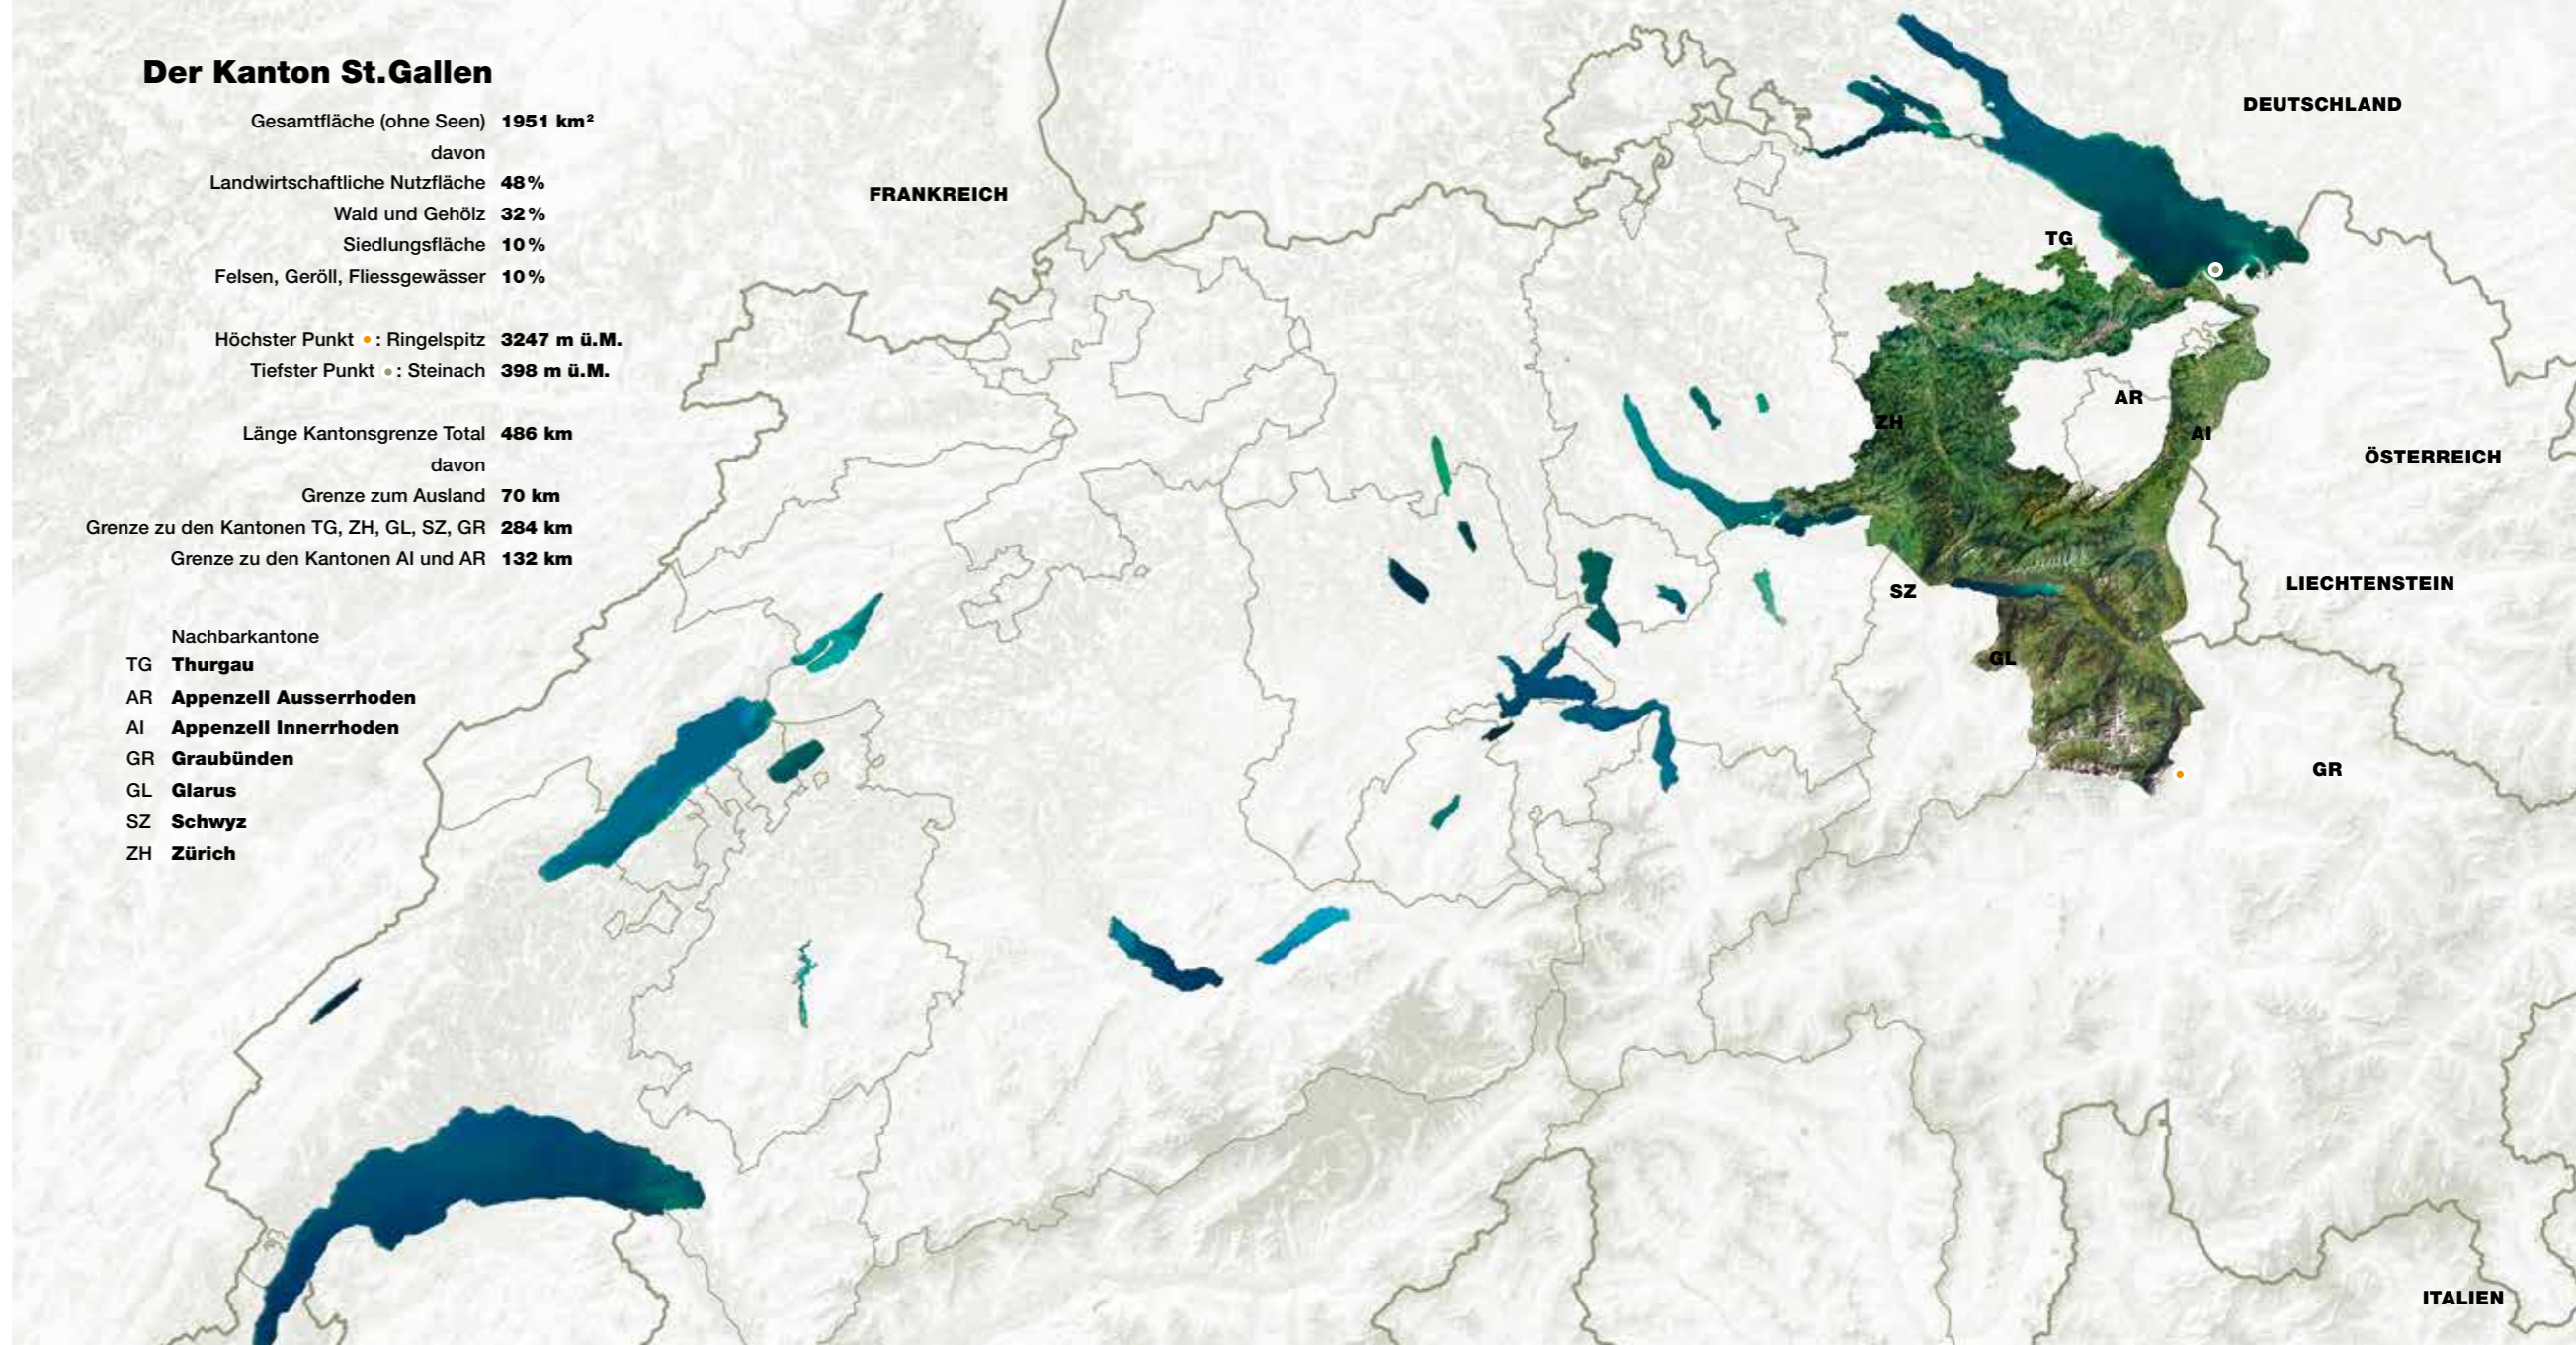 Der Kanton St.Gallen
Gesamtfläche (ohne Seen) 1951 km²
davon
Landwirtschaftliche Nutzfläche 48 %
Wald und Gehölz 32 %
Siedlungsfläche 10 %
Felsen, Geröll, Fliessgewässer 10 %
Höchster Punkt •: Ringelspitz 3247 m ü.M.
Tiefster Punkt •: Steinach 398 m ü.M.
Länge Kantonsgrenze Total 486 km
davon
Grenze zum Ausland 70 km
Grenze zu den Kantonen TG, ZH, GL, SZ, GR 284 km
Grenze zu den Kantonen AI und AR 132 km
Nachbarkantone
TG Thurgau
AR Appenzell Ausserrhoden
AI Appenzell Innerrhoden
GR Graubünden
GL Glarus
SZ Schwyz
ZH Zürich
FRANKREICH
DEUTSCHLAND
TG
AR
ZH
AI
ÖSTERREICH
LIECHTENSTEIN
SZ
GL
GR
ITALIEN